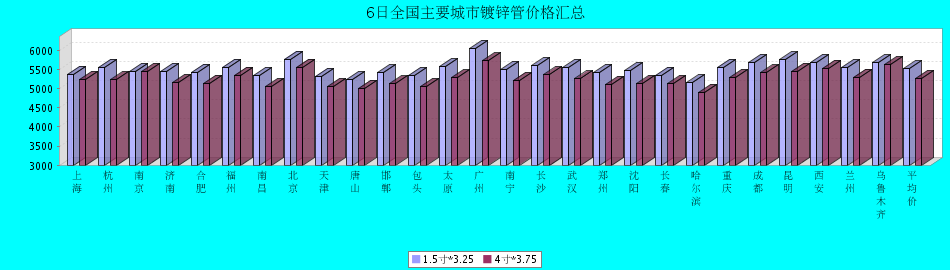 6日全国主要城市镀锌管价格汇总
6000
5500
5000
4500
4000
3500
3000
上海
杭州
南京
济南
合肥
福州
南昌
北京
天津
唐山
邯郸
包头
太原
广州
南宁
长沙
武汉
郑州
沈阳
长春
哈尔滨
重庆
成都
昆明
西安
兰州
乌鲁木齐
平均价
1.5寸*3.25
4寸*3.75